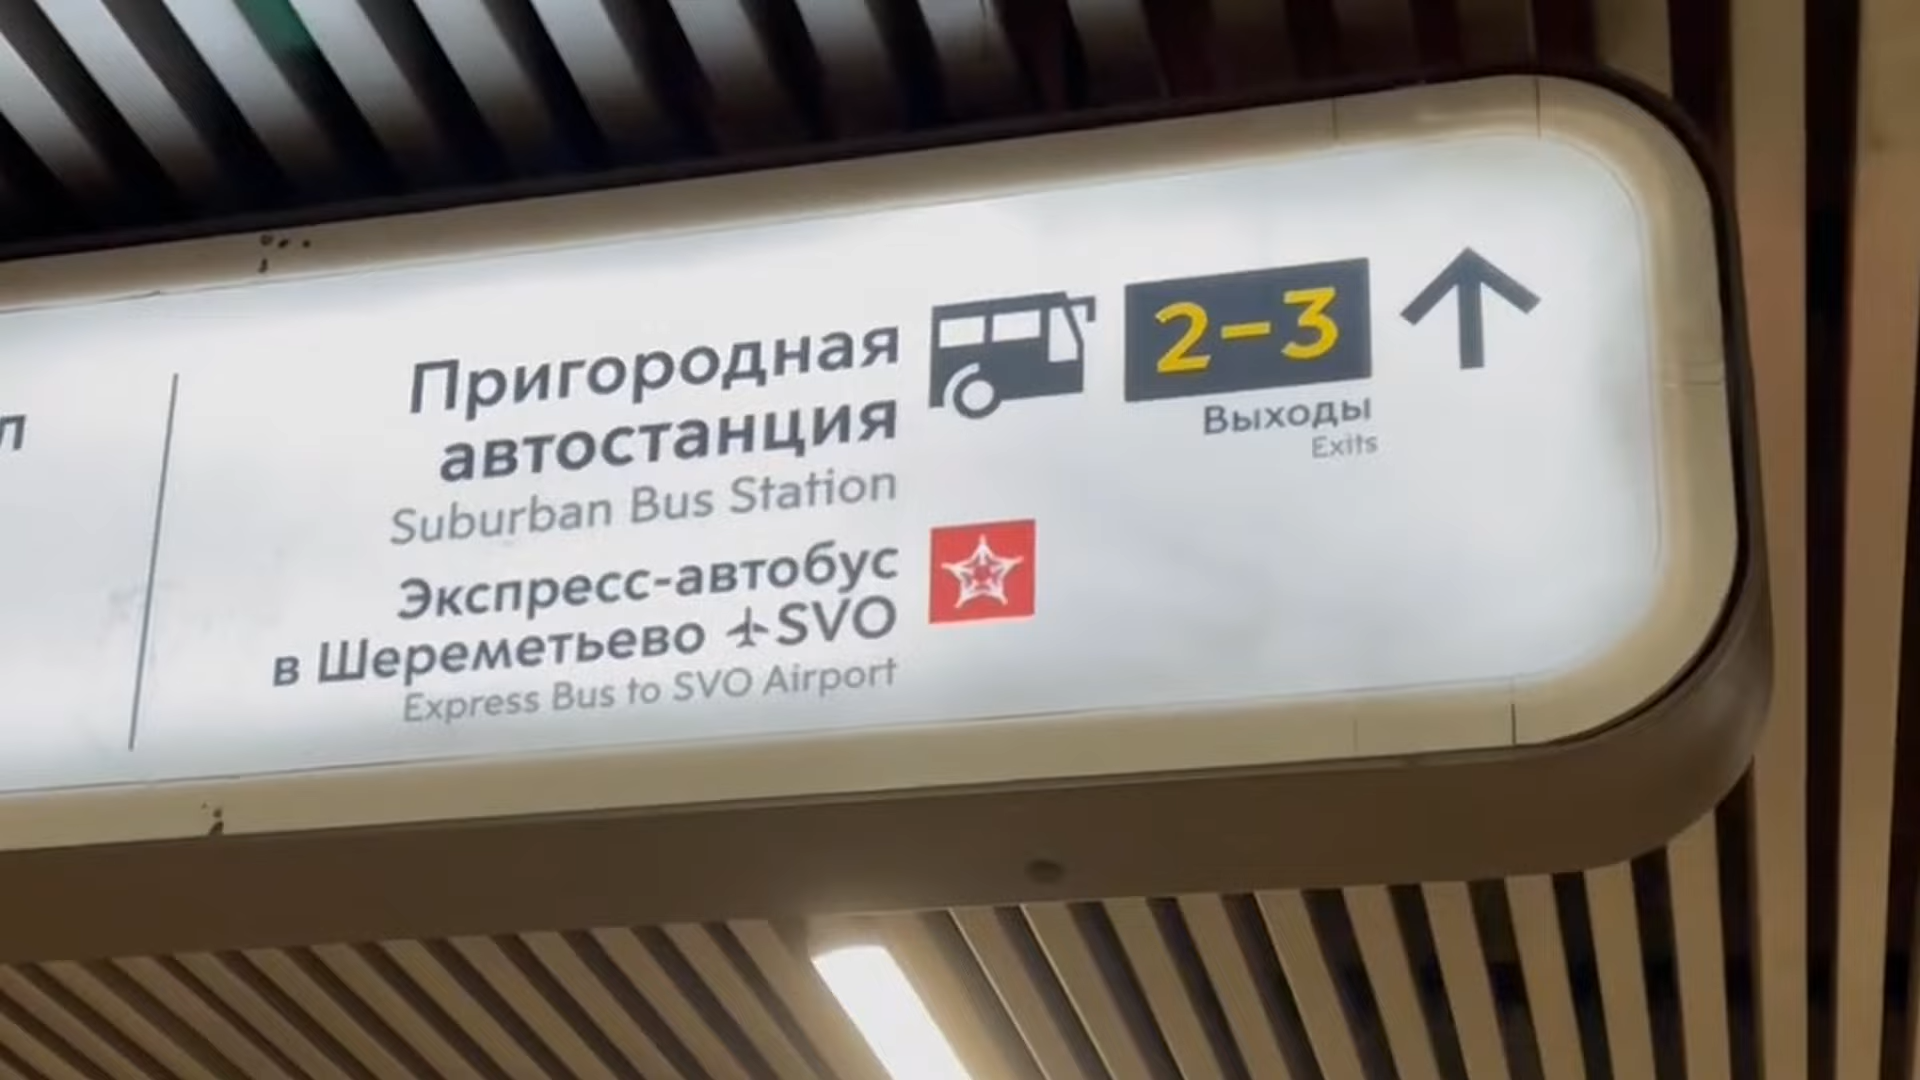 Пригородная
автостанция
Suburban Bus Station
Экспресс-автобус
в Шереметьево SVO
Express Bus to SVO Airport
2–3
Выходы
Exits